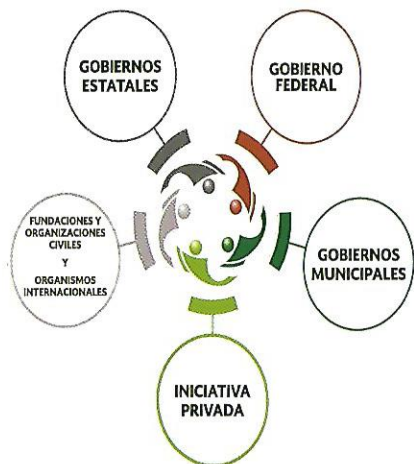 GOBIERNOS
ESTATALES
GOBIERNO
FEDERAL
FUNDACIONES Y
ORGANIZACIONES
CIVILES
Y
ORGANISMOS
INTERNACIONALES
GOBIERNOS
MUNICIPALES
INICIATIVA
PRIVADA